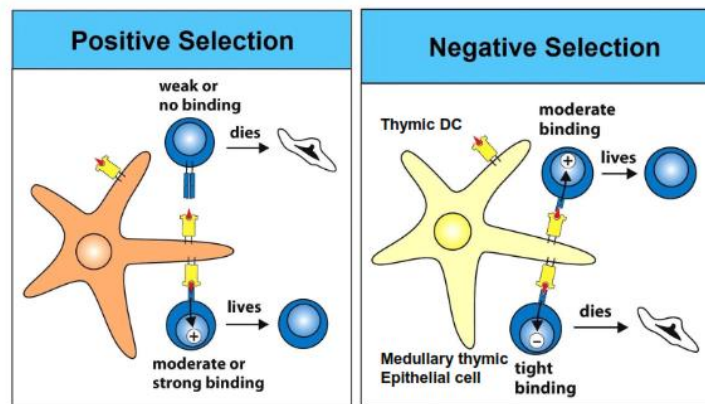 Positive Selection
weak or
no binding
dies
+
lives
moderate or
strong binding
Negative Selection
Thymic DC
moderate
binding
+
lives
dies
−
Medullary thymic
Epithelial cell
tight
binding